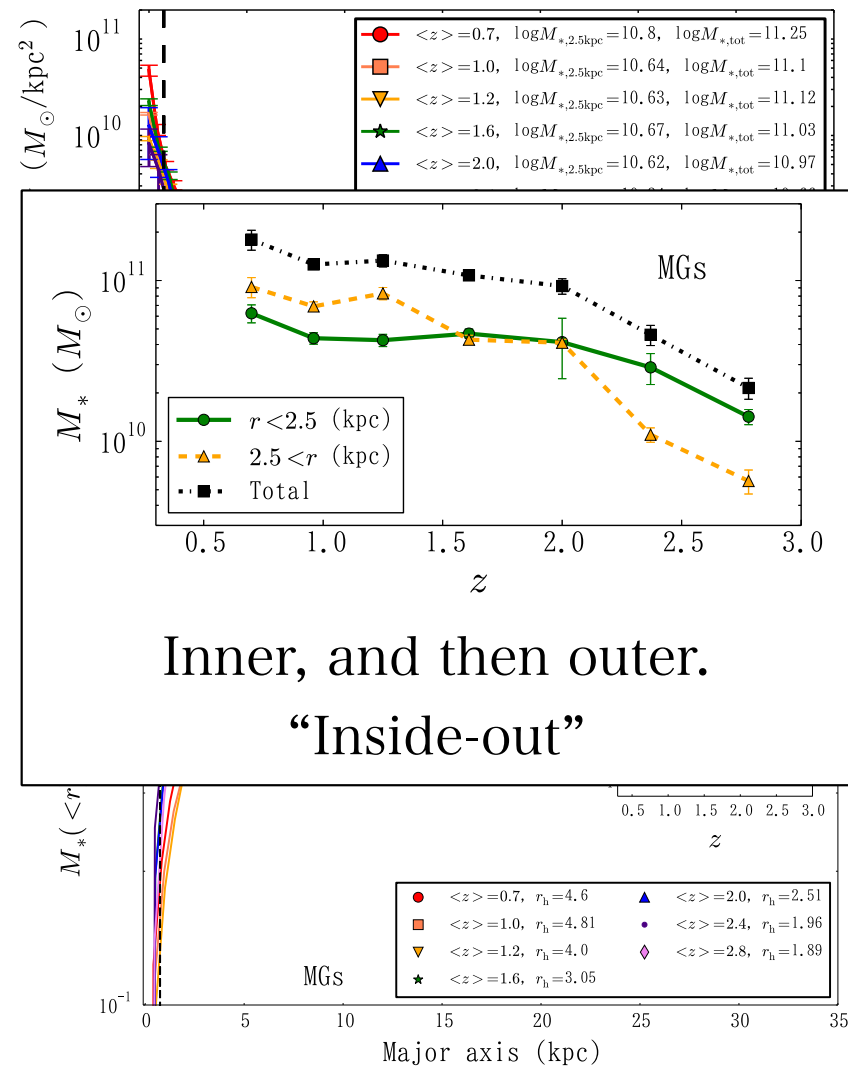 10¹¹
(M⊙/kpc²)
10¹⁰
<z>=0.7, logM∗,2.5kpc=10.8, logM∗,tot=11.25
<z>=1.0, logM∗,2.5kpc=10.64, logM∗,tot=11.1
<z>=1.2, logM∗,2.5kpc=10.63, logM∗,tot=11.12
<z>=1.6, logM∗,2.5kpc=10.67, logM∗,tot=11.03
<z>=2.0, logM∗,2.5kpc=10.62, logM∗,tot=10.97
MGs
10¹¹
M∗ (M⊙)
10¹⁰
r<2.5 (kpc)
2.5<r (kpc)
Total
0.5 1.0 1.5 2.0 2.5 3.0
z
Inner, and then outer.
“Inside-out”
M∗(<r
0.5 1.0 1.5 2.0 2.5 3.0
z
<z>=0.7, rh=4.6
<z>=1.0, rh=4.81
<z>=1.2, rh=4.0
<z>=1.6, rh=3.05
<z>=2.0, rh=2.51
<z>=2.4, rh=1.96
<z>=2.8, rh=1.89
MGs
10⁻¹
0 5 10 15 20 25 30 35
Major axis (kpc)